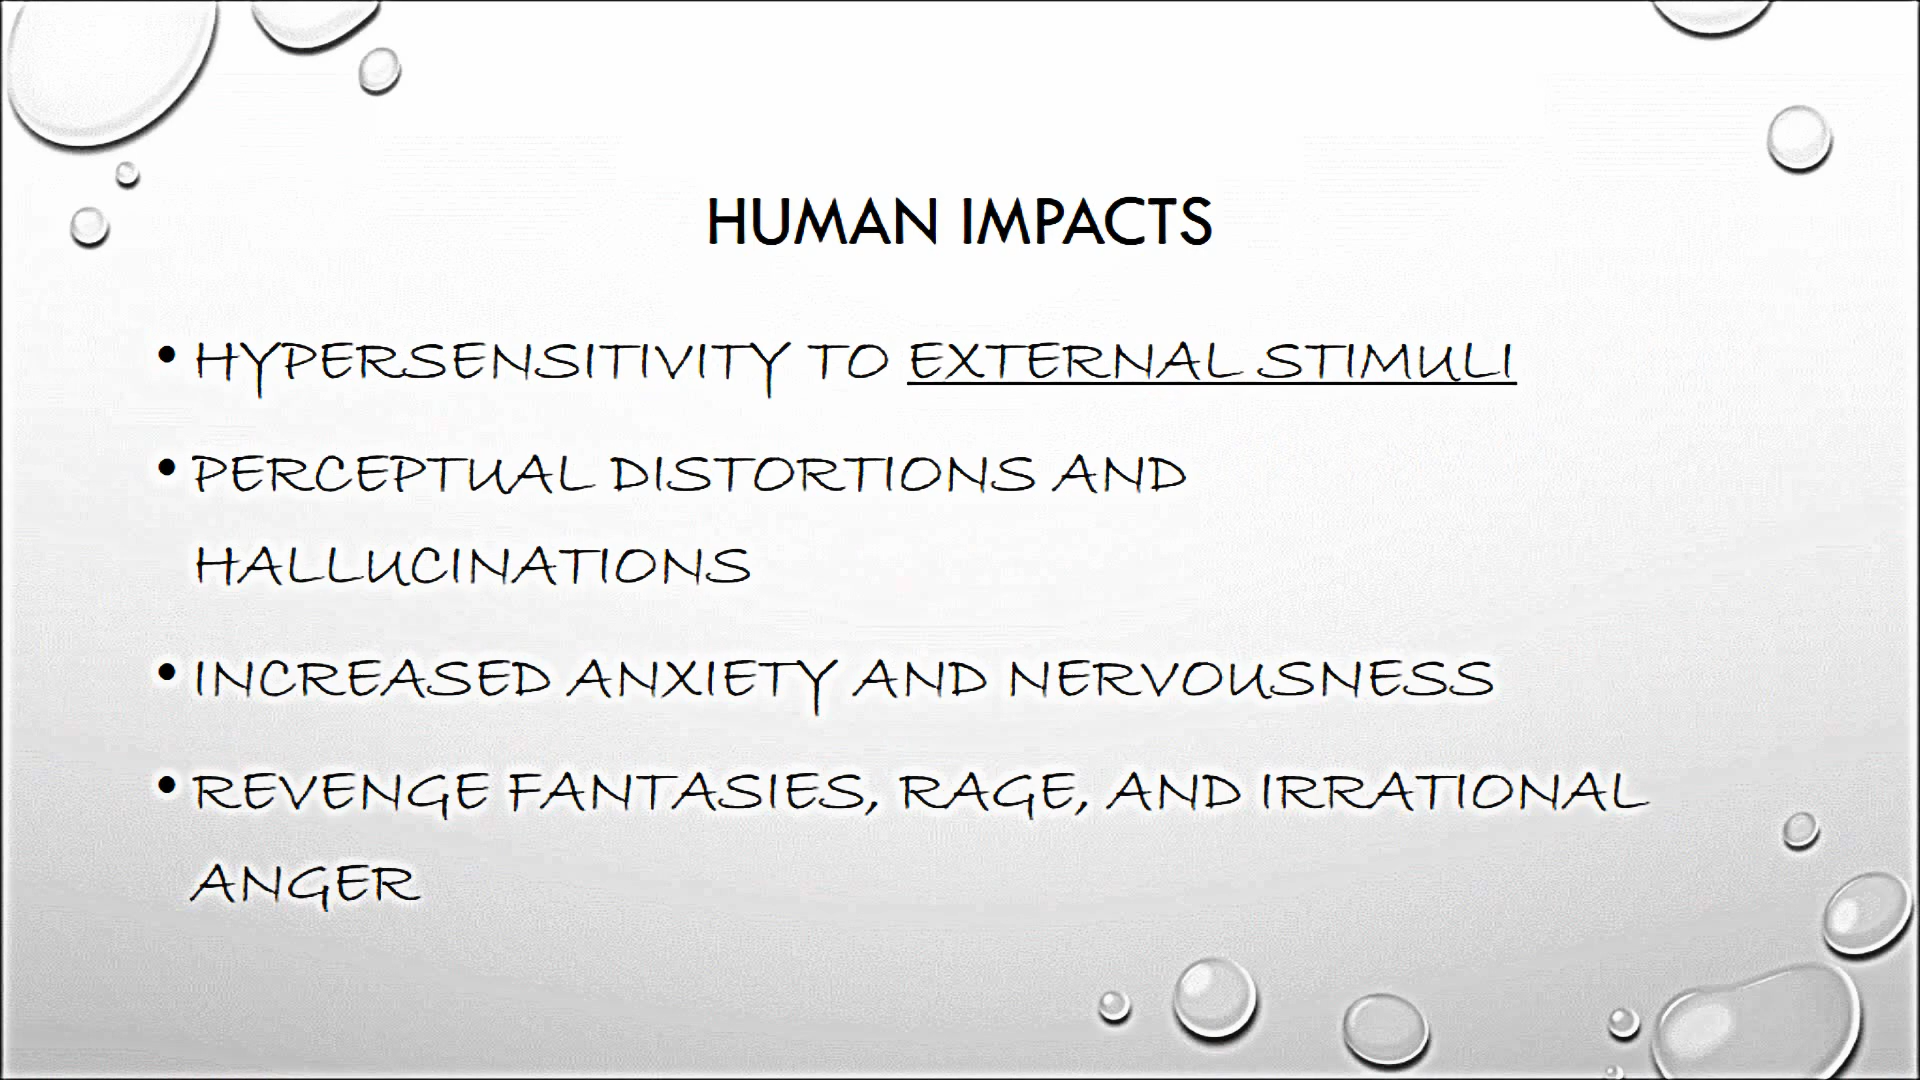 HUMAN IMPACTS
• HYPERSENSITIVITY TO EXTERNAL STIMULI
• PERCEPTUAL DISTORTIONS AND
HALLUCINATIONS
• INCREASED ANXIETY AND NERVOUSNESS
• REVENGE FANTASIES, RAGE, AND IRRATIONAL
ANGER